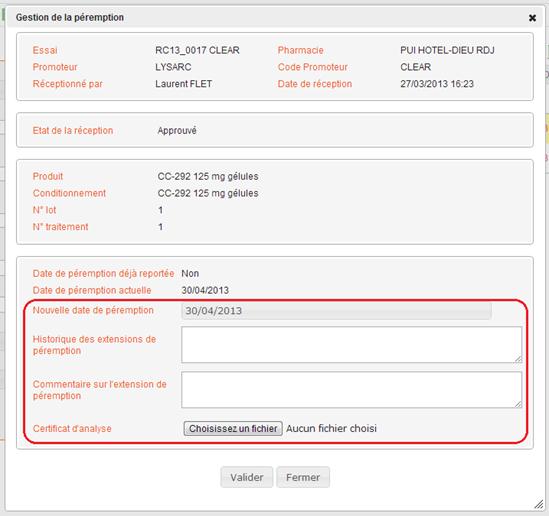 Gestion de la péremption
Essai RC13_0017 CLEAR Pharmacie PUI HOTEL-DIEU RDJ
Promoteur LYSARC Code Promoteur CLEAR
Réceptionné par Laurent FLET Date de réception 27/03/2013 16:23
Etat de la réception Approuvé
Produit CC-292 125 mg gélules
Conditionnement CC-292 125 mg gélules
N° lot 1
N° traitement 1
Date de péremption déjà reportée Non
Date de péremption actuelle 30/04/2013
Nouvelle date de péremption 30/04/2013
Historique des extensions de
péremption
Commentaire sur l'extension de
péremption
Certificat d'analyse Choisissez un fichier Aucun fichier choisi
Valider Fermer